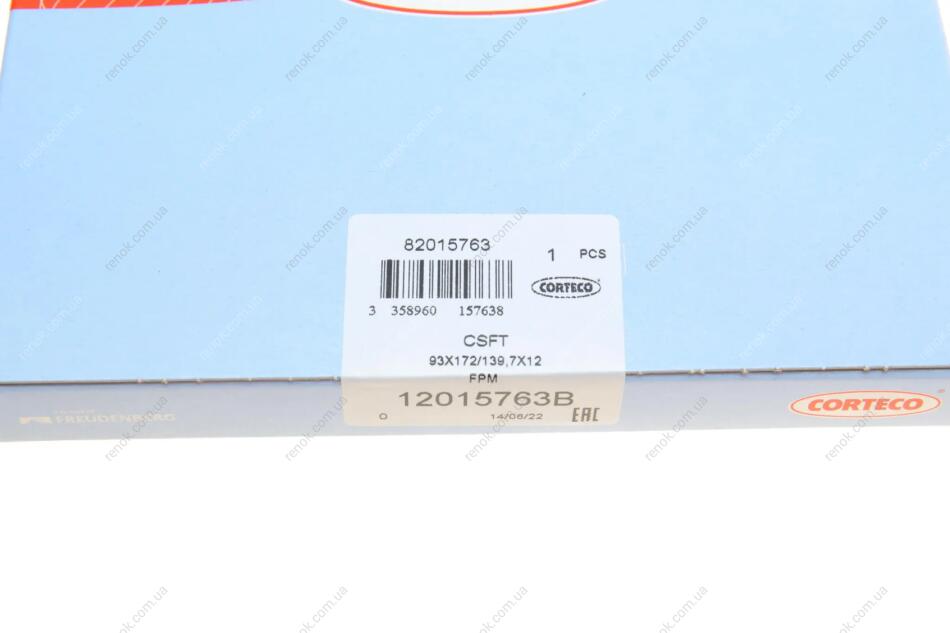 82015763
1 PCS
CORTECO
3 358960 157638
CSFT
93X172/139,7X12
FPM
12015763B
0 14/06/22 EAC
FREUDENBERG
CORTECO
renok.com.ua